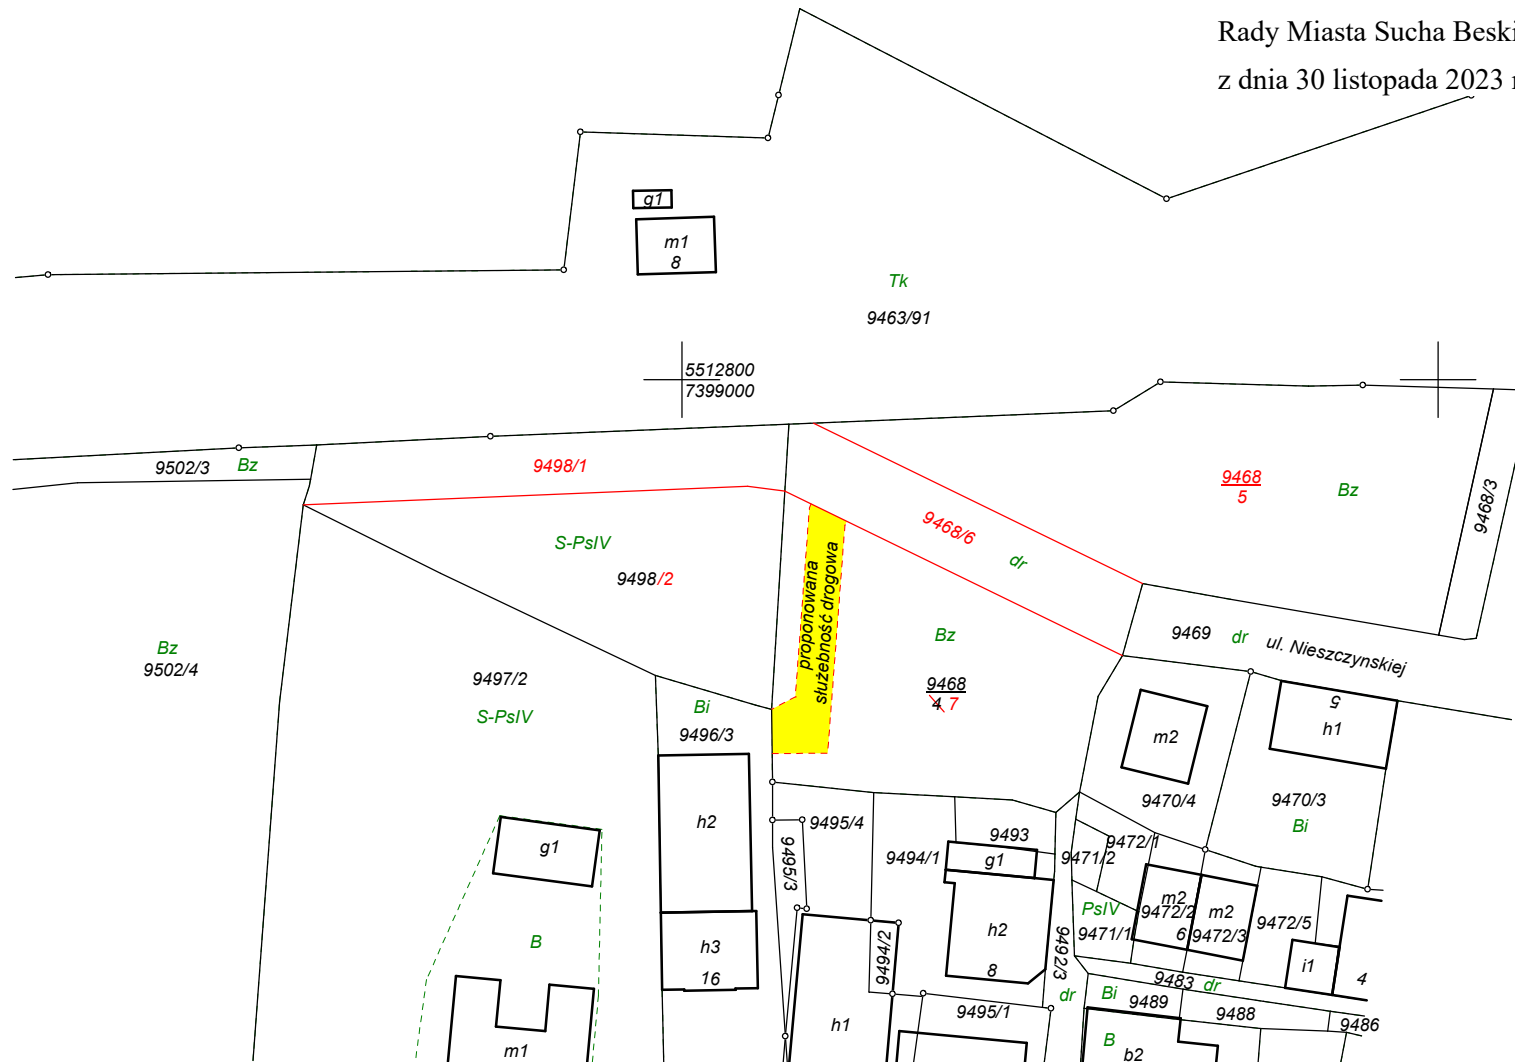 Rady Miasta Sucha Beski
z dnia 30 listopada 2023 r
g1
m1
8
Tk
9463/91
5512800
7399000
9502/3
Bz
9498/1
9468
5
Bz
9468/3
9468/6
dr
S-PsIV
9498/2
proponowana
służebność drogowa
Bz
9468
4 7
9469
dr
ul. Nieszczynskiej
Bz
9502/4
9497/2
S-PsIV
Bi
9496/3
m2
5
h1
9470/4
9470/3
Bi
h2
g1
9495/4
9495/3
9494/1
9493
g1
9471/2
9472/1
PsIV
9471/1
m2
9472/2
6
m2
9472/3
9472/5
B
h3
16
h2
8
9494/2
9492/3
i1
4
9483
dr
dr
Bi
9489
9488
9486
9495/1
h1
m1
B
b2